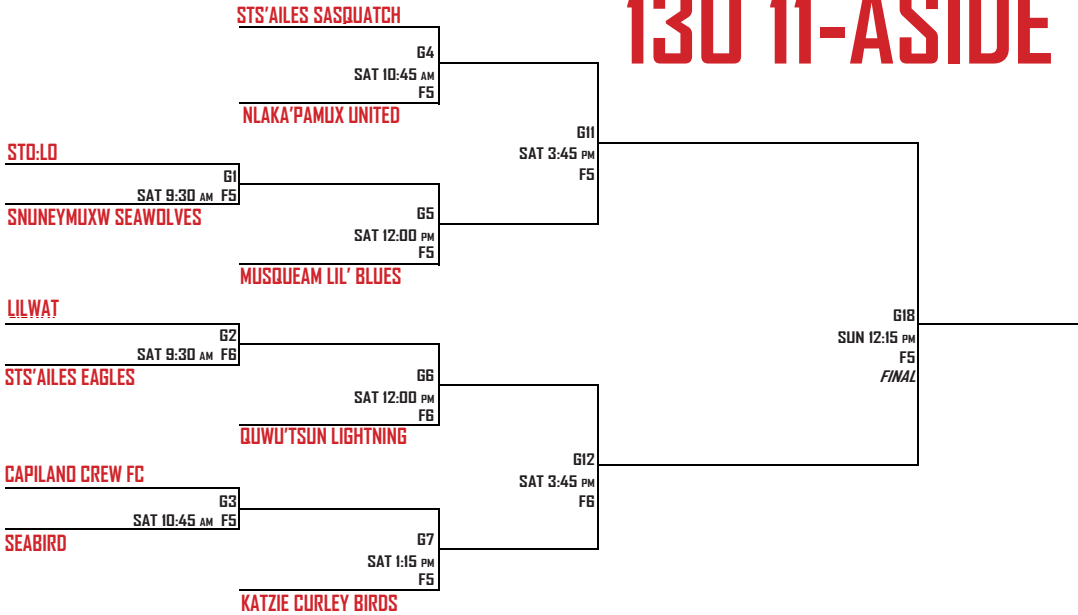 13U 11-ASIDE
STS'AILES SASQUATCH
G4
SAT 10:45 AM
F5
NLAKA'PAMUX UNITED
STO:LO
G1
SAT 9:30 AM F5
SNUNEYMUXW SEAWOLVES
G5
SAT 12:00 PM
F5
MUSQUEAM LIL' BLUES
G11
SAT 3:45 PM
F5
LILWAT
G2
SAT 9:30 AM F6
STS'AILES EAGLES
G6
SAT 12:00 PM
F6
QUWU'TSUN LIGHTNING
CAPILANO CREW FC
G3
SAT 10:45 AM F5
SEABIRD
G7
SAT 1:15 PM
F5
KATZIE CURLEY BIRDS
G12
SAT 3:45 PM
F6
G18
SUN 12:15 PM
F5
FINAL